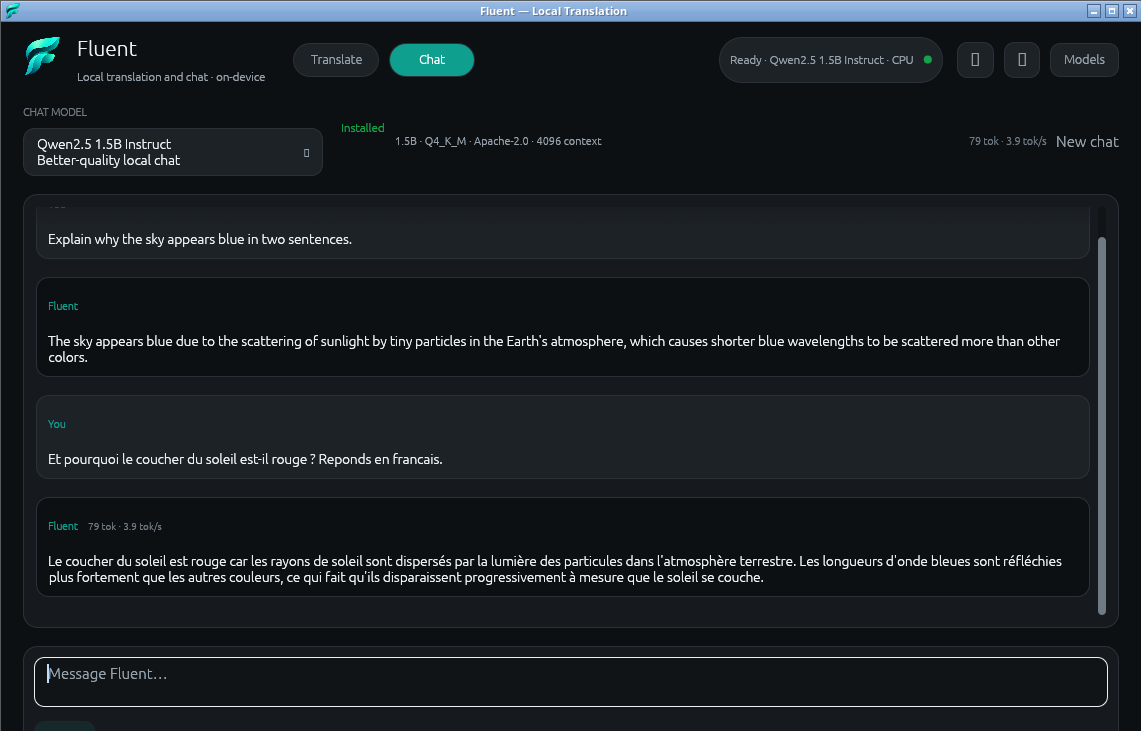 Fluent — Local Translation
Fluent
Local translation and chat · on-device
Translate
Chat
Ready · Qwen2.5 1.5B Instruct · CPU
Models
CHAT MODEL
Qwen2.5 1.5B Instruct
Better-quality local chat
Installed
1.5B · Q4_K_M · Apache-2.0 · 4096 context
79 tok · 3.9 tok/s
New chat
Explain why the sky appears blue in two sentences.
Fluent
The sky appears blue due to the scattering of sunlight by tiny particles in the Earth's atmosphere, which causes shorter blue wavelengths to be scattered more than other
colors.
You
Et pourquoi le coucher du soleil est-il rouge ? Reponds en francais.
Fluent 79 tok · 3.9 tok/s
Le coucher du soleil est rouge car les rayons de soleil sont dispersés par la lumière des particules dans l'atmosphère terrestre. Les longueurs d'onde bleues sont réfléchies
plus fortement que les autres couleurs, ce qui fait qu'ils disparaissent progressivement à mesure que le soleil se couche.
Message Fluent…